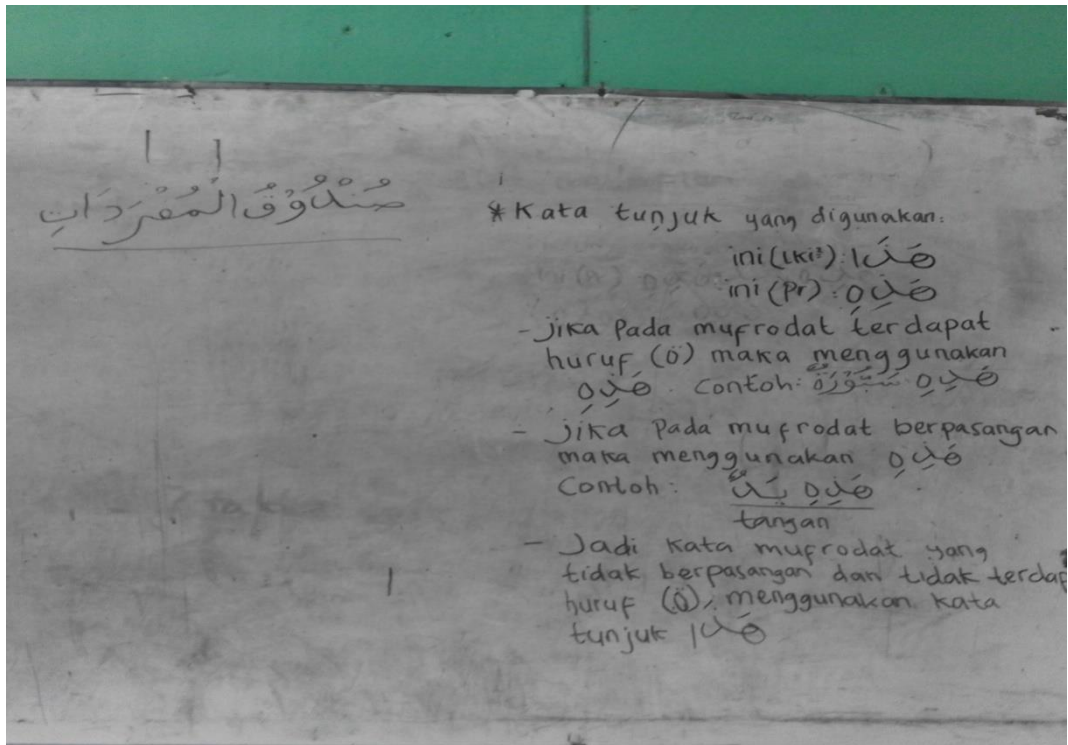 صُنْدُوْقُ الْمُفْرَدَاتِ
* Kata tunjuk yang digunakan:
ini (Lki²) : هَذَا
ini (Pr) : هَذِهِ
- jika Pada mufrodat terdapat
huruf (ة) maka menggunakan
هَذِهِ contoh: هَذِهِ سَبُّوْرَةٌ
- jika Pada mufrodat berpasangan
maka menggunakan هَذِهِ
Contoh: هَذِهِ يَدٌ
tangan
- Jadi kata mufrodat yang
tidak berpasangan dan tidak terdap
huruf (ة), menggunakan kata
tunjuk هَذَا